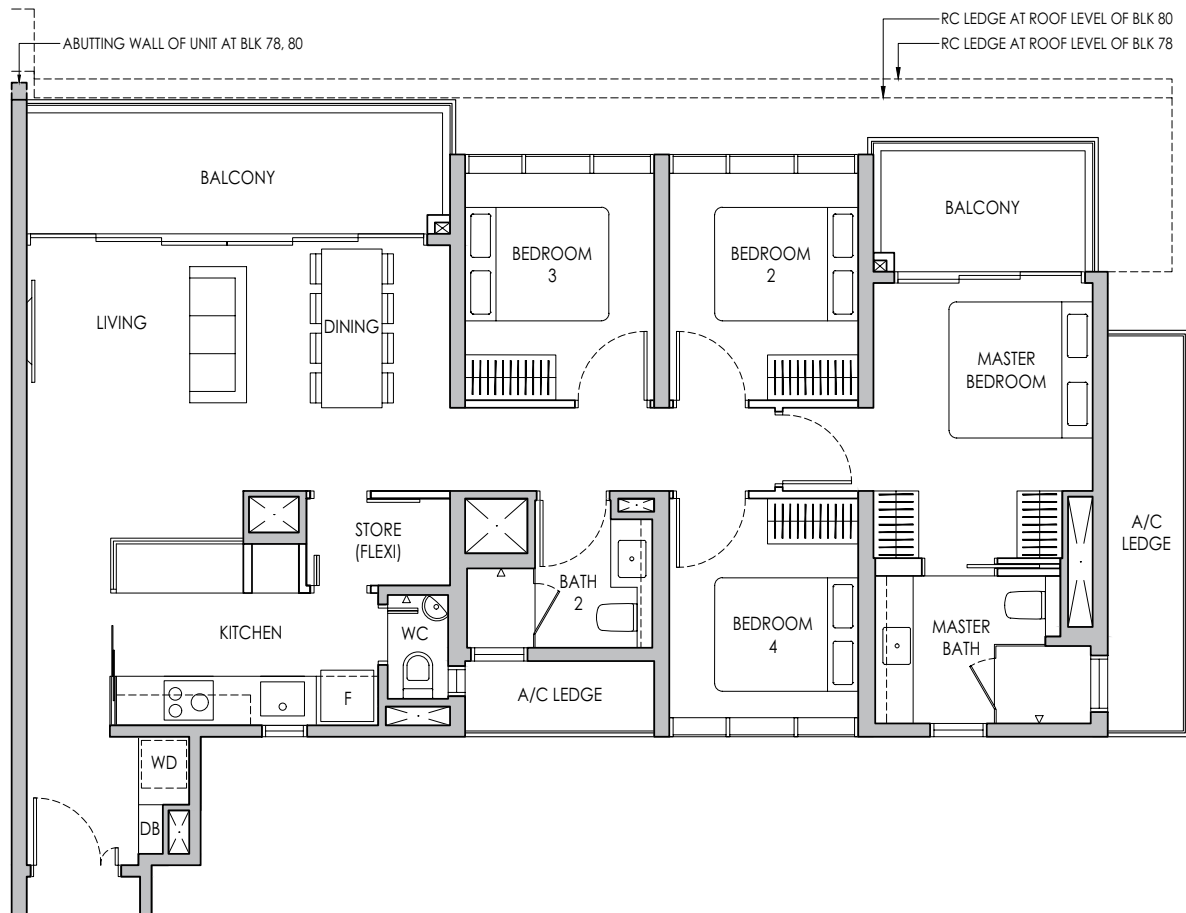 RC LEDGE AT ROOF LEVEL OF BLK 80
ABUTTING WALL OF UNIT AT BLK 78, 80
RC LEDGE AT ROOF LEVEL OF BLK 78
BALCONY
BALCONY
BEDROOM
3
BEDROOM
2
LIVING
DINING
MASTER
BEDROOM
STORE
(FLEXI)
A/C
LEDGE
BATH
2
KITCHEN
WC
BEDROOM
4
MASTER
BATH
F
A/C LEDGE
WD
DB